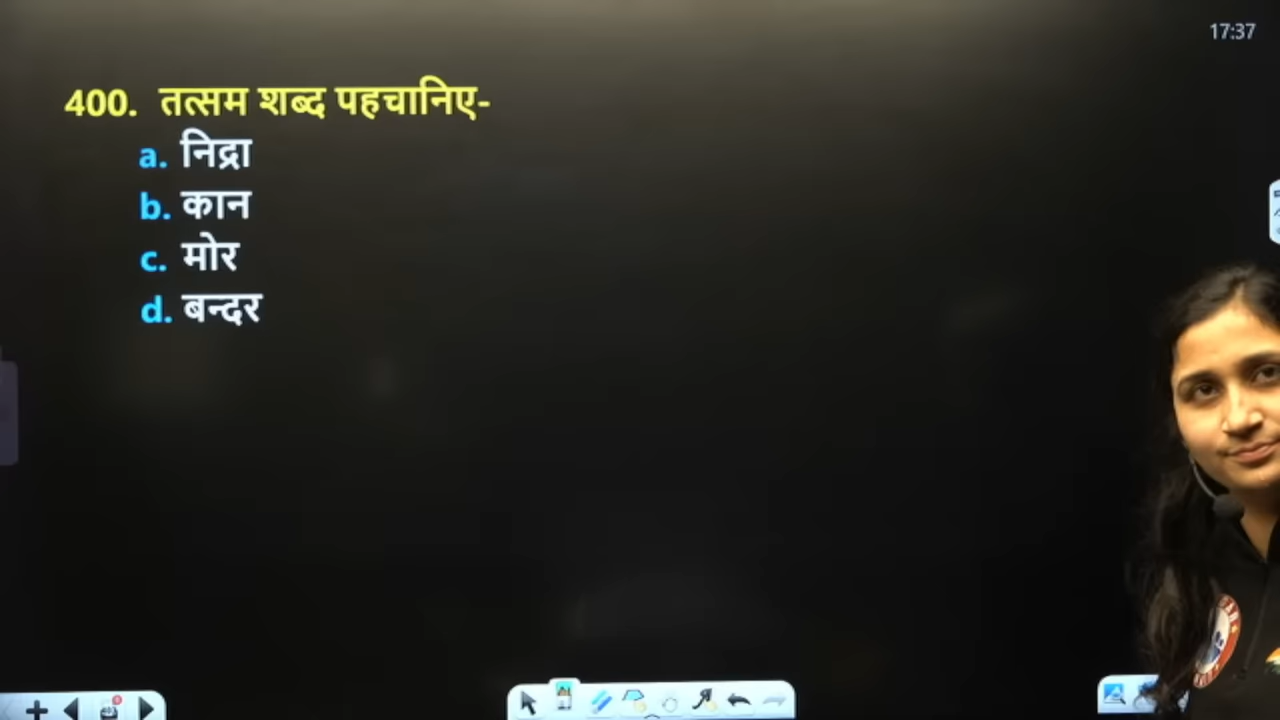 17:37
400. तत्सम शब्द पहचानिए-
a. निद्रा
b. कान
c. मोर
d. बन्दर